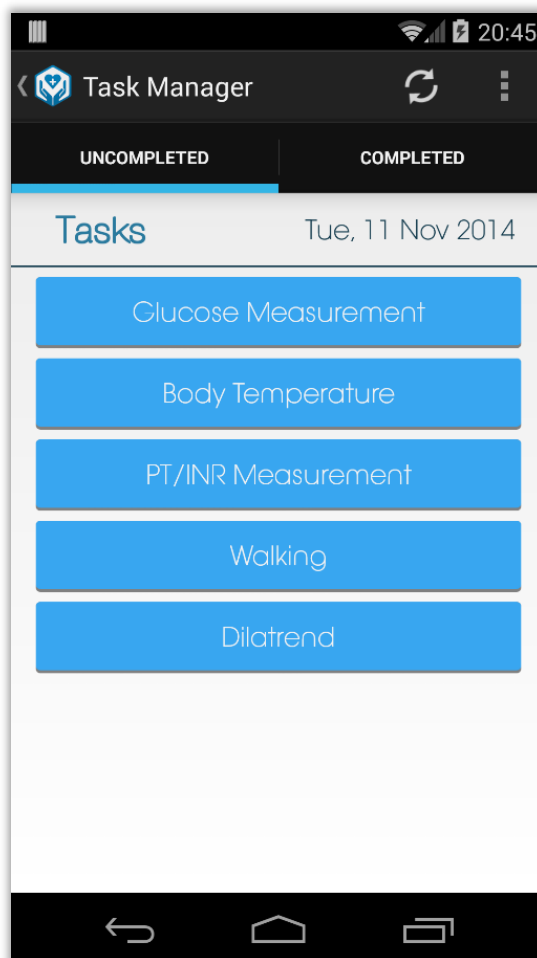 20:45
Task Manager
UNCOMPLETED COMPLETED
Tasks Tue, 11 Nov 2014
Glucose Measurement
Body Temperature
PT/INR Measurement
Walking
Dilatrend